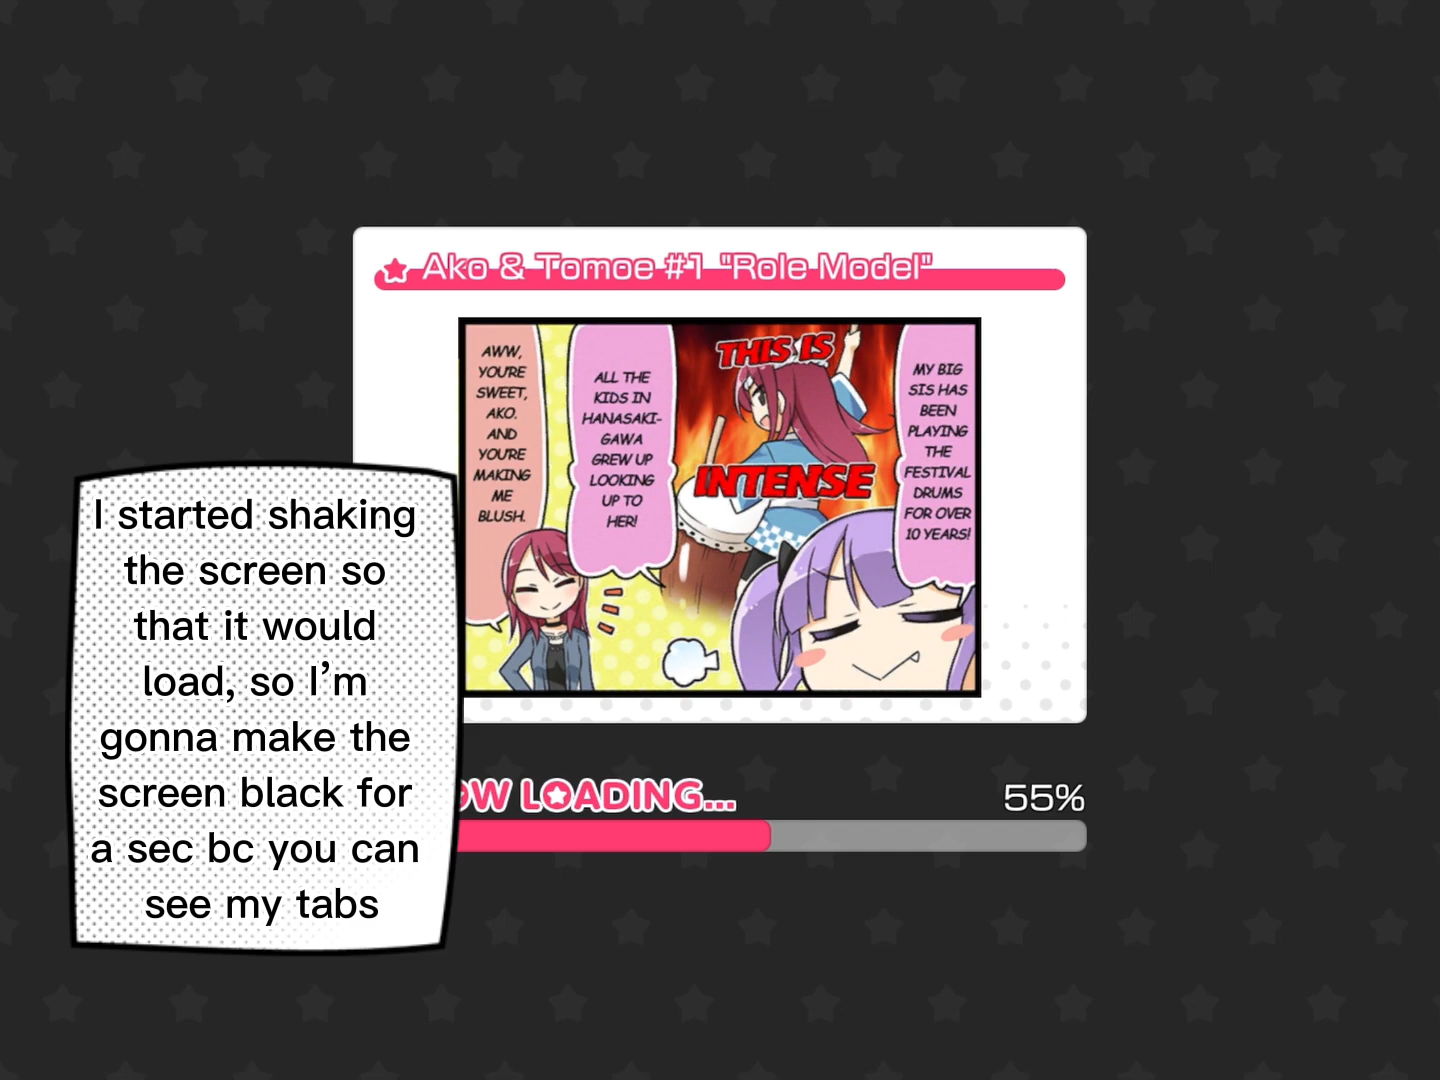 Ako & Tomoe #1 "Role Model"
MY BIG
SIS HAS
BEEN
PLAYING
THE
FESTIVAL
DRUMS
FOR OVER
10 YEARS!
THIS IS
INTENSE
ALL THE
KIDS IN
HANASAKI-
GAWA
GREW UP
LOOKING
UP TO
HER!
AWW,
YOU'RE
SWEET,
AKO.
AND
YOU'RE
MAKING
ME
BLUSH.
I started shaking
the screen so
that it would
load, so I'm
gonna make the
screen black for
a sec bc you can
see my tabs
OW LOADING...
55%